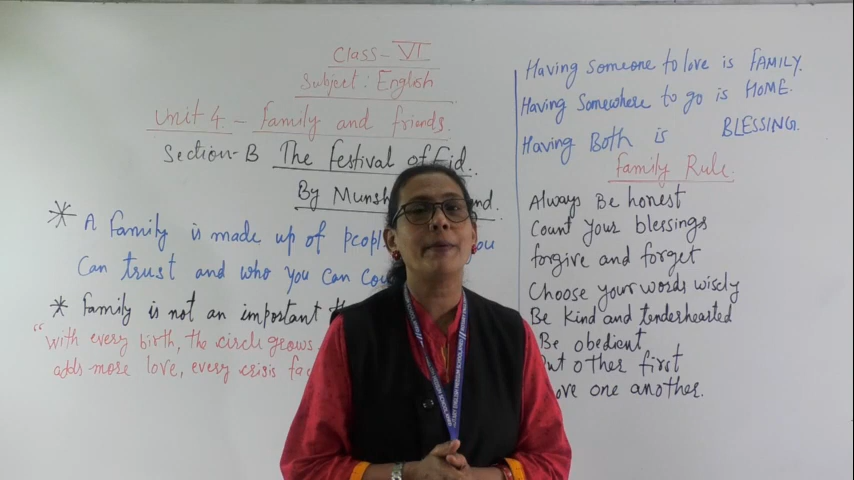 Class - VI
Subject: English
Unit 4. - Family and friends.
Section-B The Festival of Eid.
By Munsh nd.
* A Family is made up of people you
Can trust and who you can cou
* Family is not an important th
"With every birth, the circle grows
adds more love, every crisis fac
Having Someone to love is FAMILY.
Having Somewhere to go is HOME.
Having Both is BLESSING.
Family Rule.
Always Be honest
Count Your blessings
forgive and forget
Choose your words wisely
Be Kind and tenderhearted
Be obedient
ut other first
ove one another.